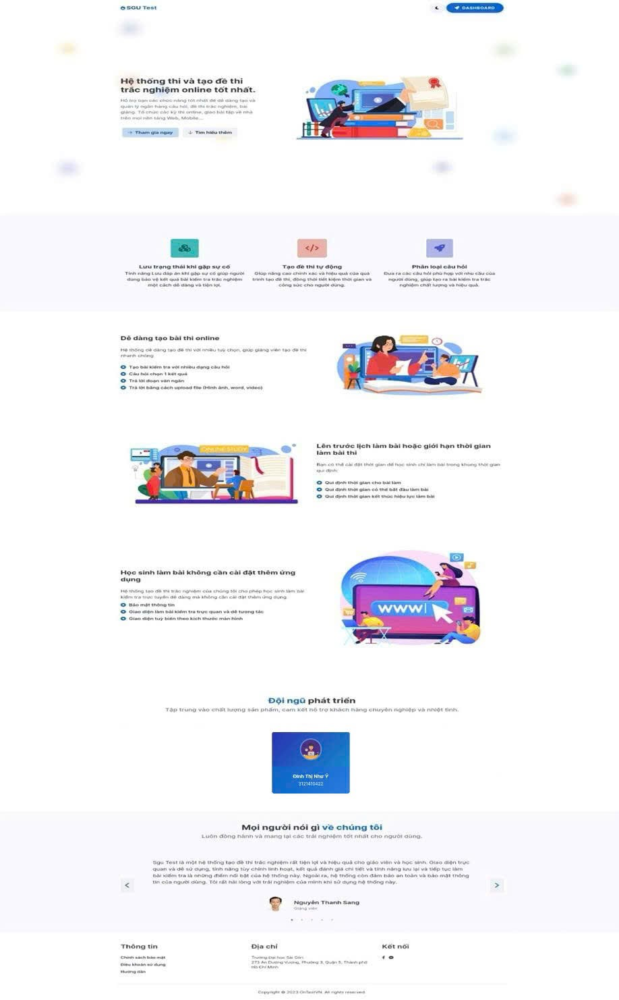 SGU Test
DASHBOARD
Hệ thống thi và tạo đề thi
trắc nghiệm online tốt nhất.
Hỗ trợ bạn các chức năng tốt nhất để dễ dàng tạo và
quản lý ngân hàng câu hỏi, đề thi trắc nghiệm, bài
giảng. Tổ chức các kỳ thi online, giao bài tập về nhà
trên mọi nền tảng Web, Mobile...
Tham gia ngay
Tìm hiểu thêm
Lưu trạng thái khi gặp sự cố
Tính năng Lưu đáp án khi gặp sự cố giúp người
dùng bảo vệ kết quả bài kiểm tra trắc nghiệm
một cách dễ dàng và tiện lợi.
Tạo đề thi tự động
Giúp nâng cao chính xác và hiệu quả của quá
trình tạo đề thi, đồng thời tiết kiệm thời gian và
công sức cho người dùng.
Phân loại câu hỏi
Đưa ra các câu hỏi phù hợp với nhu cầu của
người dùng, giúp tạo ra bài kiểm tra trắc
nghiệm chất lượng và hiệu quả.
Dễ dàng tạo bài thi online
Hệ thống dễ dàng tạo đề thi với nhiều tuỳ chọn, giúp giảng viên tạo đề thi
nhanh chóng
Tạo bài kiểm tra với nhiều dạng câu hỏi
Câu hỏi chọn 1 kết quả
Trả lời đoạn văn ngắn
Trả lời bằng cách upload file (Hình ảnh, word, video)
ONLINE STUDY
Lên trước lịch làm bài hoặc giới hạn thời gian
làm bài thi
Bạn có thể cài đặt thời gian để học sinh chỉ làm bài trong khung thời gian
qui định:
Qui định thời gian cho bài làm
Qui định thời gian có thể bắt đầu làm bài
Qui định thời gian kết thúc hiệu lực làm bài
Học sinh làm bài không cần cài đặt thêm ứng
dụng
Hệ thống tạo đề thi trắc nghiệm của chúng tôi cho phép học sinh làm bài
kiểm tra trực tuyến dễ dàng mà không cần cài đặt thêm ứng dụng
Bảo mật thông tin
Giao diện làm bài kiểm tra trực quan và dễ tương tác
Giao diện tuỳ biến theo kích thước màn hình
WWW
Đội ngũ phát triển
Tập trung vào chất lượng sản phẩm, cam kết hỗ trợ khách hàng chuyên nghiệp và nhiệt tình.
Đinh Thị Như Ý
3121410422
Mọi người nói gì về chúng tôi
Luôn đồng hành và mang lại các trải nghiệm tốt nhất cho người dùng.
Sgu Test là một hệ thống tạo đề thi trắc nghiệm rất tiện lợi và hiệu quả cho giáo viên và học sinh. Giao diện trực
quan và dễ sử dụng, tính năng tùy chỉnh linh hoạt, kết quả đánh giá chi tiết và tính năng lưu lại và tiếp tục làm
bài kiểm tra là những điểm nổi bật của hệ thống này. Ngoài ra, hệ thống còn đảm bảo an toàn và bảo mật thông
tin của người dùng. Tôi rất hài lòng với trải nghiệm của mình khi sử dụng hệ thống này.
Nguyễn Thanh Sang
Giảng viên
Thông tin
Chính sách bảo mật
Điều khoản sử dụng
Hướng dẫn
Địa chỉ
Trường Đại học Sài Gòn
273 An Dương Vương, Phường 3, Quận 5, Thành phố
Hồ Chí Minh
Kết nối
Copyright © 2023 OnTestVN. All rights reserved.